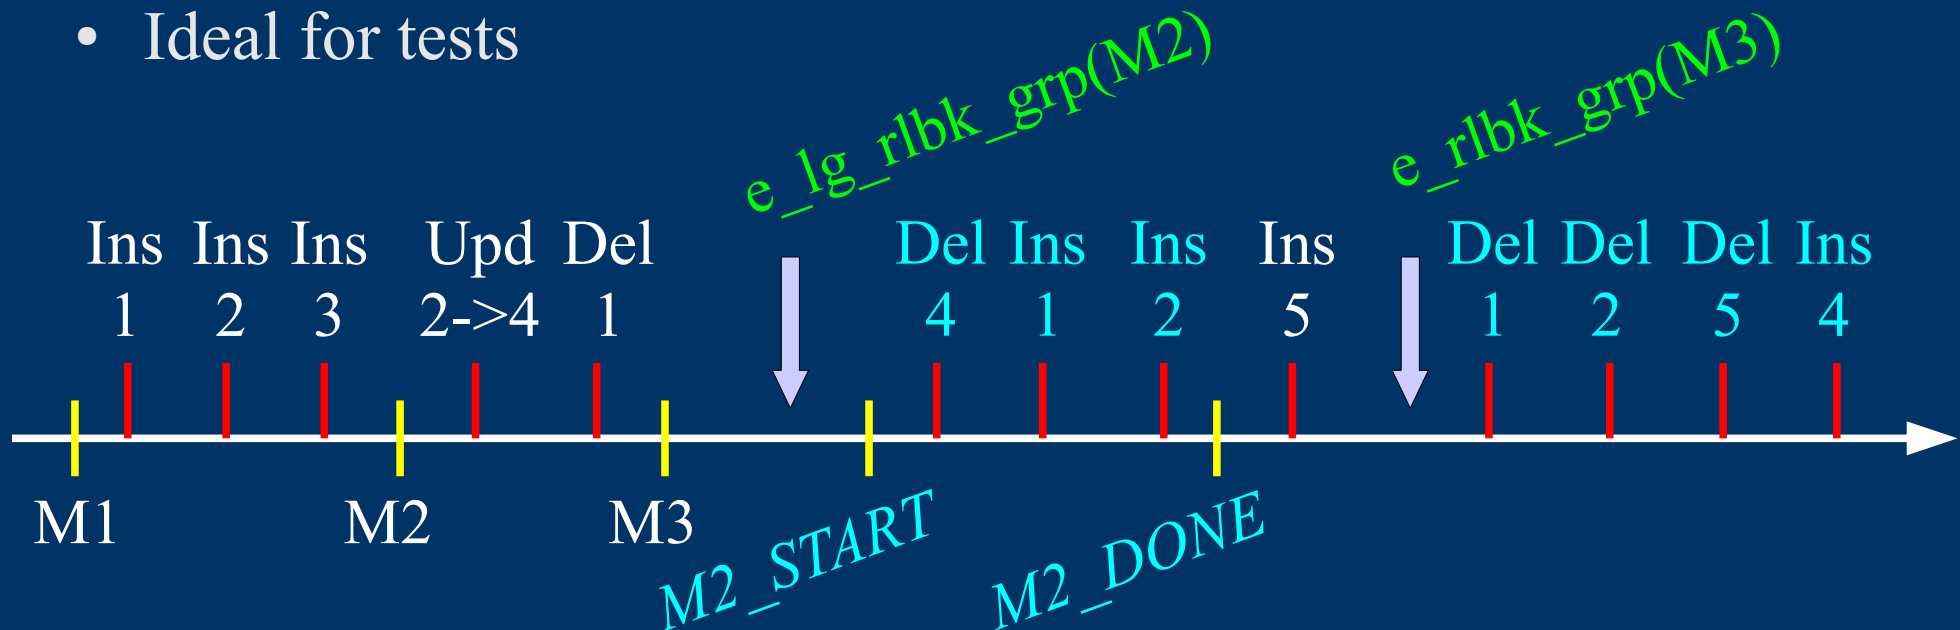 • Ideal for tests
e_lg_rlbk_grp(M2) e_rlbk_grp(M3)
Ins Ins Ins Upd Del Del Ins Ins Ins Del Del Del Ins
1 2 3 2->4 1 4 1 2 5 1 2 5 4
M1 M2 M3 M2_START M2_DONE